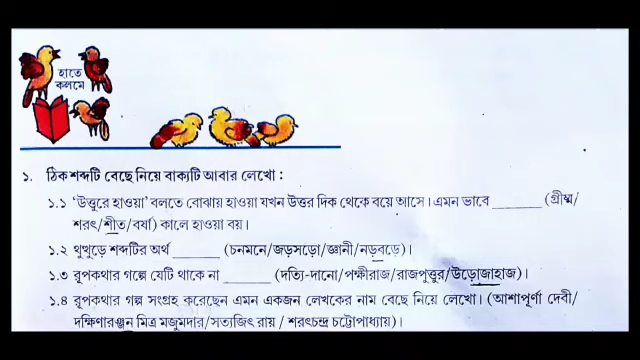 হাতে
কলমে
১. ঠিক শব্দটি বেছে নিয়ে বাক্যটি আবার লেখো :
১.১ ‘উত্তুরে হাওয়া’ বলতে বোঝায় হাওয়া যখন উত্তর দিক থেকে বয়ে আসে। এমন ভাবে ______ (গ্রীষ্ম/
শরৎ/শীত/বর্ষা) কালে হাওয়া বয়।
১.২ থুত্থুড়ে শব্দটির অর্থ ______ (চনমনে/জড়সড়ো/জ্ঞানী/নড়বড়ে)।
১.৩ রূপকথার গল্পে যেটি থাকে না ______ (দত্যি-দানো/পক্ষীরাজ/রাজপুত্তুর/উড়োজাহাজ)।
১.৪ রূপকথার গল্প সংগ্রহ করেছেন এমন একজন লেখকের নাম বেছে নিয়ে লেখো। (আশাপূর্ণা দেবী/
দক্ষিণারঞ্জন মিত্র মজুমদার/সত্যজিৎ রায় / শরৎচন্দ্র চট্টোপাধ্যায়)।